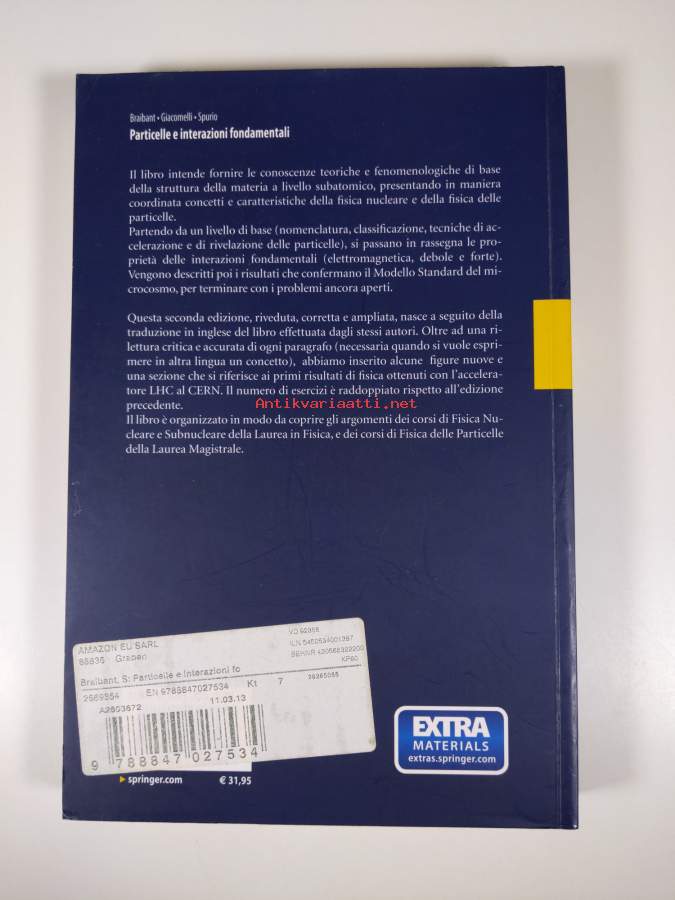 Braibant • Giacomelli • Spurio
Particelle e interazioni fondamentali
Il libro intende fornire le conoscenze teoriche e fenomenologiche di base
della struttura della materia a livello subatomico, presentando in maniera
coordinata concetti e caratteristiche della fisica nucleare e della fisica delle
particelle.
Partendo da un livello di base (nomenclatura, classificazione, tecniche di ac-
celerazione e di rivelazione delle particelle), si passano in rassegna le pro-
prietà delle interazioni fondamentali (elettromagnetica, debole e forte).
Vengono descritti poi i risultati che confermano il Modello Standard del mi-
crocosmo, per terminare con i problemi ancora aperti.
Questa seconda edizione, riveduta, corretta e ampliata, nasce a seguito della
traduzione in inglese del libro effettuata dagli stessi autori. Oltre ad una ri-
lettura critica e accurata di ogni paragrafo (necessaria quando si vuole espri-
mere in altra lingua un concetto), abbiamo inserito alcune figure nuove e
una sezione che si riferisce ai primi risultati di fisica ottenuti con l'accelera-
tore LHC al CERN. Il numero di esercizi è raddoppiato rispetto all'edizione
precedente.
Antikvariaatti.net
Il libro è organizzato in modo da coprire gli argomenti dei corsi di Fisica Nu-
cleare e Subnucleare della Laurea in Fisica, e dei corsi di Fisica delle Particelle
della Laurea Magistrale.
AMAZON EU SARL
86836 Graben
Braibant, S: Particelle e interazioni fo
KP60
EN 9788847027534 Kt 7
11.03.13
9 788847 027534
springer.com € 31,95
EXTRA
MATERIALS
extras.springer.com